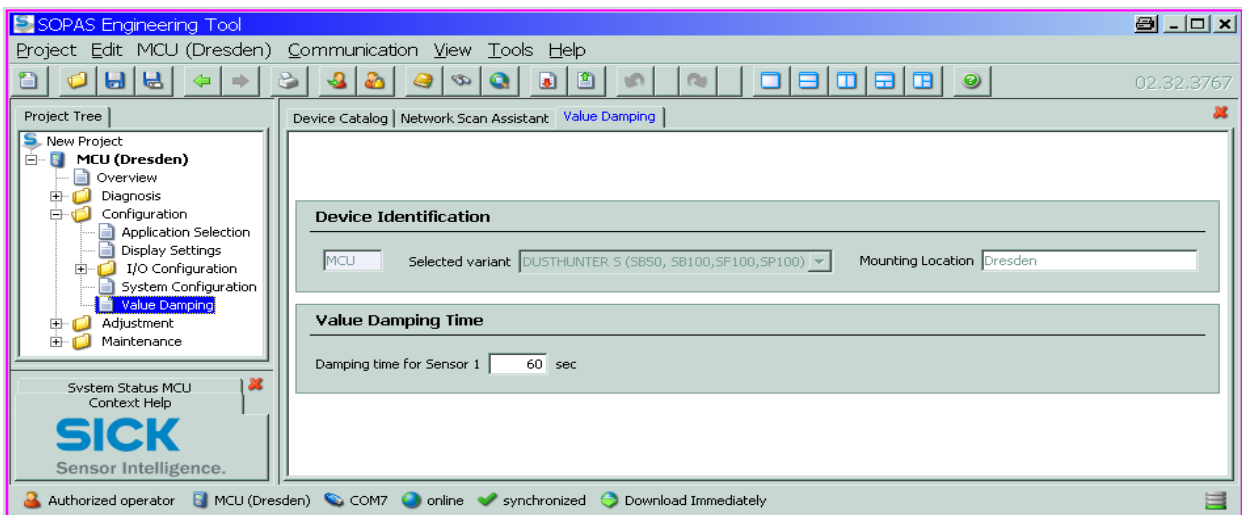 SOPAS Engineering Tool
Project Edit MCU (Dresden) Communication View Tools Help
02.32.3767
Project Tree
New Project
MCU (Dresden)
Overview
Diagnosis
Configuration
Application Selection
Display Settings
I/O Configuration
System Configuration
Value Damping
Adjustment
Maintenance
System Status MCU
Context Help
SICK
Sensor Intelligence.
Device Catalog Network Scan Assistant Value Damping
Device Identification
MCU Selected variant DUSTHUNTER S (SB50, SB100,SF100,SP100) Mounting Location Dresden
Value Damping Time
Damping time for Sensor 1 60 sec
Authorized operator MCU (Dresden) COM7 online synchronized Download Immediately